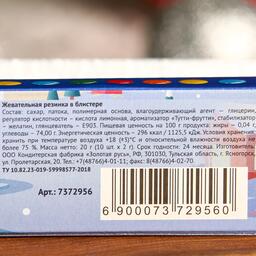 Жевательная резинка в блистере
Состав: сахар, патока, полимерная основа, влагоудерживающий агент – глицерин,
регулятор кислотности – кислота лимонная, ароматизатор «Тутти-фрутти», стабилизатор
– желатин, глянцеватель – Е903. Пищевая ценность на 100 г продукта: жиры – 0,04 г,
углеводы – 74,00 г. Энергетическая ценность – 296 ккал / 1125,5 кДж. Условия хранения:
хранить при температуре воздуха +18 (±3)°С и относительной влажности воздуха не
более 75 %. Масса: 20 г (10 шт. х 2 г). Срок хранения: 24 месяца. Изготовитель:
ООО Кондитерская фабрика «Золотая русь», РФ, 301030, Тульская область, г. Ясногорск,
ул. Пролетарская, 20. Тел.: +7(48766)4-01-11; 8(48766)4-02-70.
ТУ 10.82.23-019-59998577-2018
Арт.: 7372956
6 900073 729560